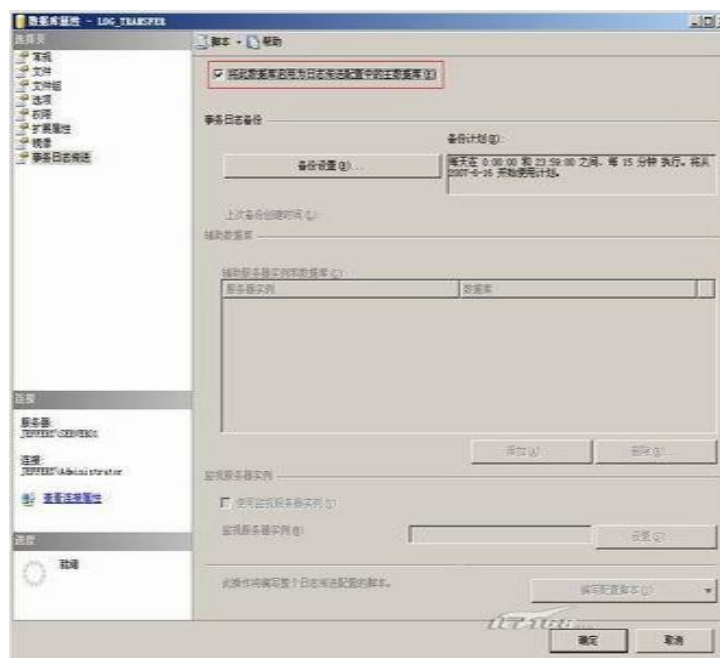 数据库属性 - LOG_TRANSFER
选择页
常规
文件
文件组
选项
权限
扩展属性
镜像
事务日志传送
脚本
帮助
将此数据库启用为日志传送配置中的主数据库(E)
事务日志备份
备份计划(B):
备份设置(B)...
每天在 0:00:00 和 23:59:00 之间、每 15 分钟 执行。将从
2007-6-16 开始使用计划。
上次备份创建时间(L):
辅助数据库
辅助服务器实例和数据库(C):
服务器实例
数据库
添加(A)
删除(R)
连接
服务器:
连接:
JEFFERY\Administrator
查看连接属性
监视服务器实例
使用监视服务器实例(S)
监视服务器实例(M)
设置(G)
进度
就绪
此操作将编写整个日志传送配置的脚本。
编写配置脚本(I)
IT168.com
确定
取消